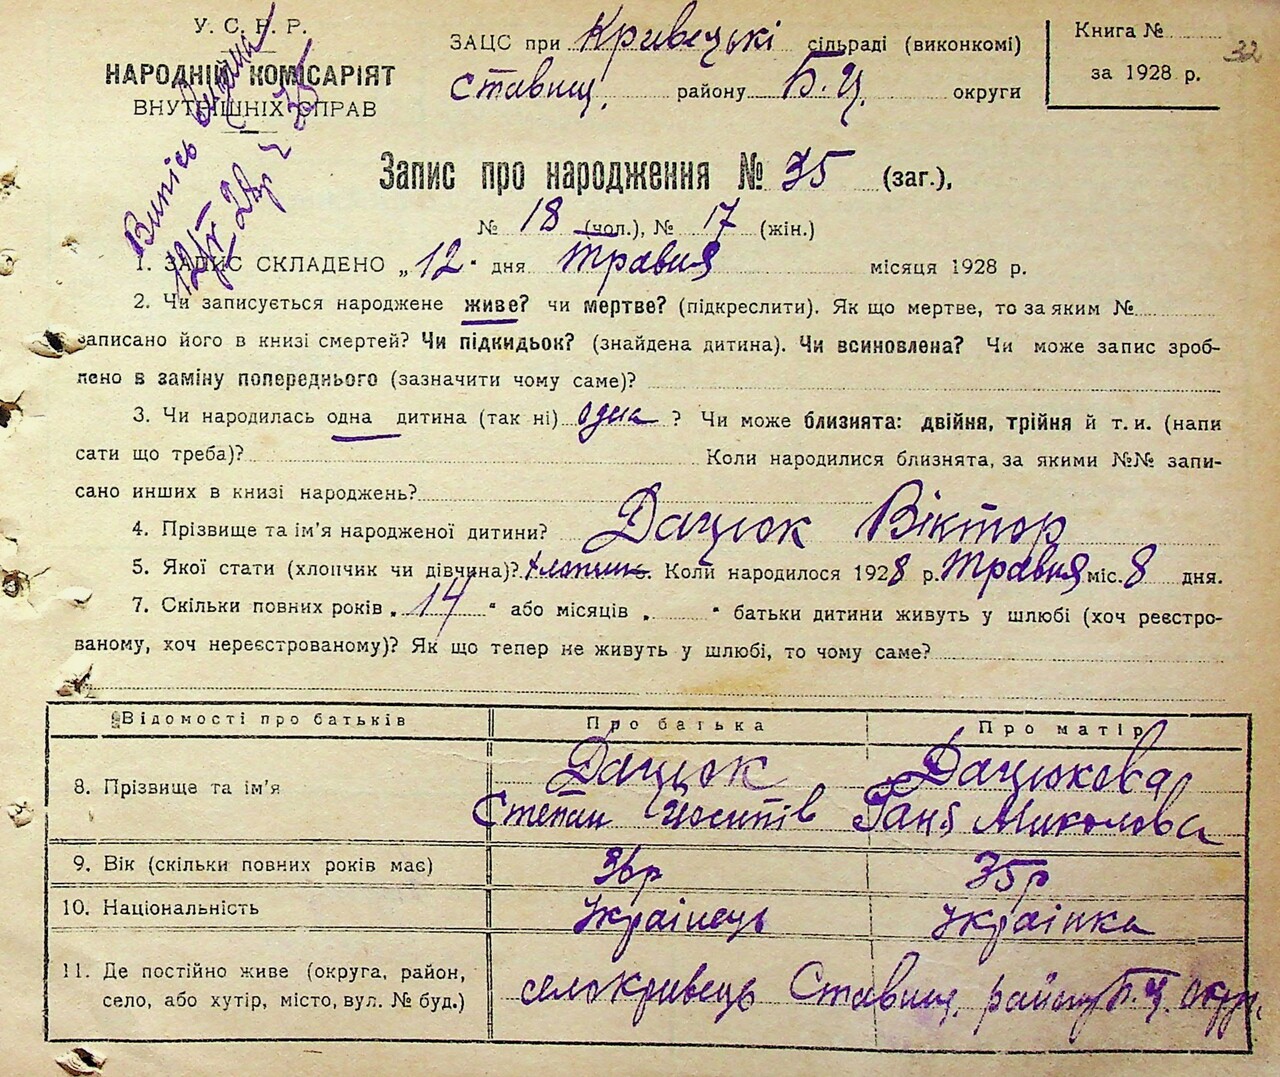 У. С. Р. Р.
НАРОДНІЙ КОМІСАРІЯТ
ВНУТРІШНІХ СПРАВ
Випись
ЗАЦС при Кривецькі сільраді (виконкомі)
Ставищ. району Б.Ц. округи
Книга №
за 1928 р.
32
Запис про народження № 35 (заг.),
№ 18 (чол.), № 17 (жін.)
1. ЗАПИС СКЛАДЕНО „12" дня Травня місяця 1928 р.
2. Чи записується народжене живе? чи мертве? (підкреслити). Як що мертве, то за яким №
записано його в книзі смертей? Чи підкидьок? (знайдена дитина). Чи всиновлена? Чи може запис зроб-
лено в заміну попереднього (зазначити чому саме)?
3. Чи народилась одна дитина (так ні) одна ? Чи може близнята: двійня, трійня й т. и. (напи
сати що треба)? Коли народилися близнята, за якими №№ запи-
сано инших в книзі народжень?
4. Прізвище та ім'я народженої дитини? Дацюк Віктор
5. Якої стати (хлопчик чи дівчина)? хлопчик. Коли народилося 1928 р. Травня міс. 8 дня.
7. Скільки повних років „14" або місяців „ " батьки дитини живуть у шлюбі (хоч реєстро-
ваному, хоч нереєстрованому)? Як що тепер не живуть у шлюбі, то чому саме?
Відомості про батьків Про батька Про матір
8. Прізвище та ім'я Дацюк Степан Йосипів Дацюкова Ганя Миколова
9. Вік (скільки повних років має) 36р 35р
10. Національність Українець Українка
11. Де постійно живе (округа, район,
село, або хутір, місто, вул. № буд.) село Кривець Ставищ. району Б.Ц. округи